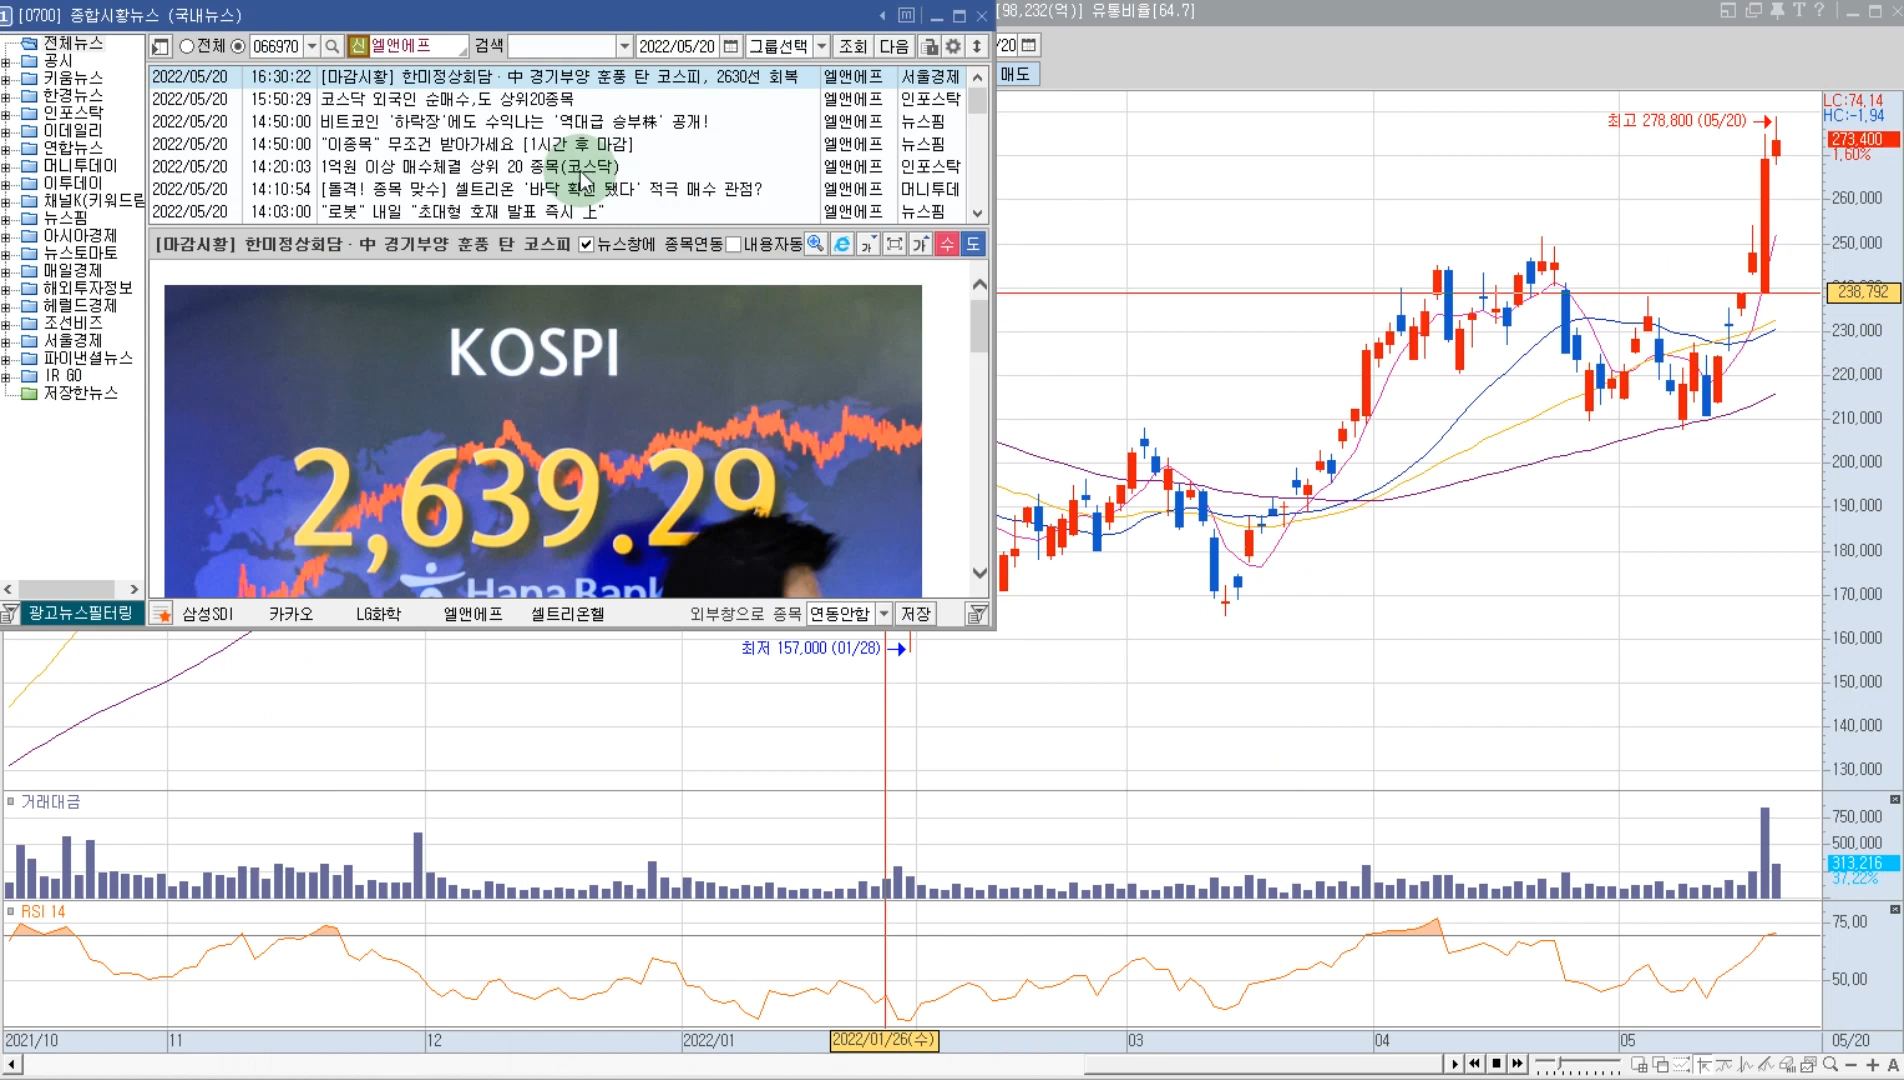 [0700] 종합시황뉴스 (국내뉴스)
[98,232(억)] 유통비율[64.7]
전체뉴스
공시
키움뉴스
한경뉴스
인포스탁
이데일리
연합뉴스
머니투데이
이투데이
채널K(키워드림
뉴스핌
아시아경제
뉴스토마토
매일경제
해외투자정보
헤럴드경제
조선비즈
서울경제
파이낸셜뉴스
IR GO
저장한뉴스
광고뉴스필터링
전체 066970 신 엘앤에프 검색 2022/05/20 그룹선택 조회 다음
/20
매도
2022/05/20 16:30:22 [마감시황] 한미정상회담·中 경기부양 훈풍 탄 코스피, 2630선 회복 엘앤에프 서울경제
2022/05/20 15:50:29 코스닥 외국인 순매수,도 상위20종목 엘앤에프 인포스탁
2022/05/20 14:50:00 비트코인 '하락장'에도 수익나는 '역대급 승부株' 공개! 엘앤에프 뉴스핌
2022/05/20 14:50:00 "이종목" 무조건 받아가세요 [1시간 후 마감] 엘앤에프 뉴스핌
2022/05/20 14:20:03 1억원 이상 매수체결 상위 20 종목(코스닥) 엘앤에프 인포스탁
2022/05/20 14:10:54 [돌격! 종목 맞수] 셀트리온 '바닥 확인 됐다' 적극 매수 관점? 엘앤에프 머니투데
2022/05/20 14:03:00 "로봇" 내일 "초대형 호재 발표 즉시 上" 엘앤에프 뉴스핌
[마감시황] 한미정상회담·中 경기부양 훈풍 탄 코스피 뉴스창에 종목연동 내용자동 가 가 수 도
KOSPI
2,639.29
Hana Bank
삼성SDI 카카오 LG화학 엘앤에프 셀트리온헬 외부창으로 종목 연동안함 저장
최고 278,800 (05/20)
최저 157,000 (01/28)
LC:74,14
HC:-1,94
273,400
1,60%
260,000
250,000
238,792
230,000
220,000
210,000
200,000
190,000
180,000
170,000
160,000
150,000
140,000
130,000
거래대금
750,000
500,000
313,216
37,22%
RSI 14
75,00
50,00
2021/10 11 12 2022/01 2022/01/26(수) 03 04 05 05/20